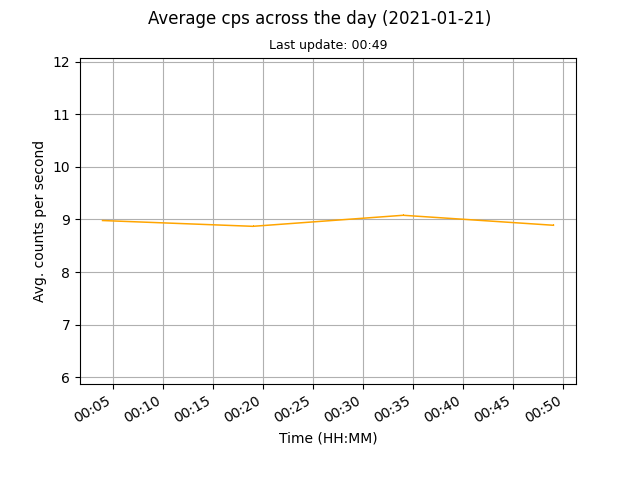 Average cps across the day (2021-01-21)
Last update: 00:49
12
11
10
9
8
7
6
Avg. counts per second
00:05 00:10 00:15 00:20 00:25 00:30 00:35 00:40 00:45 00:50
Time (HH:MM)